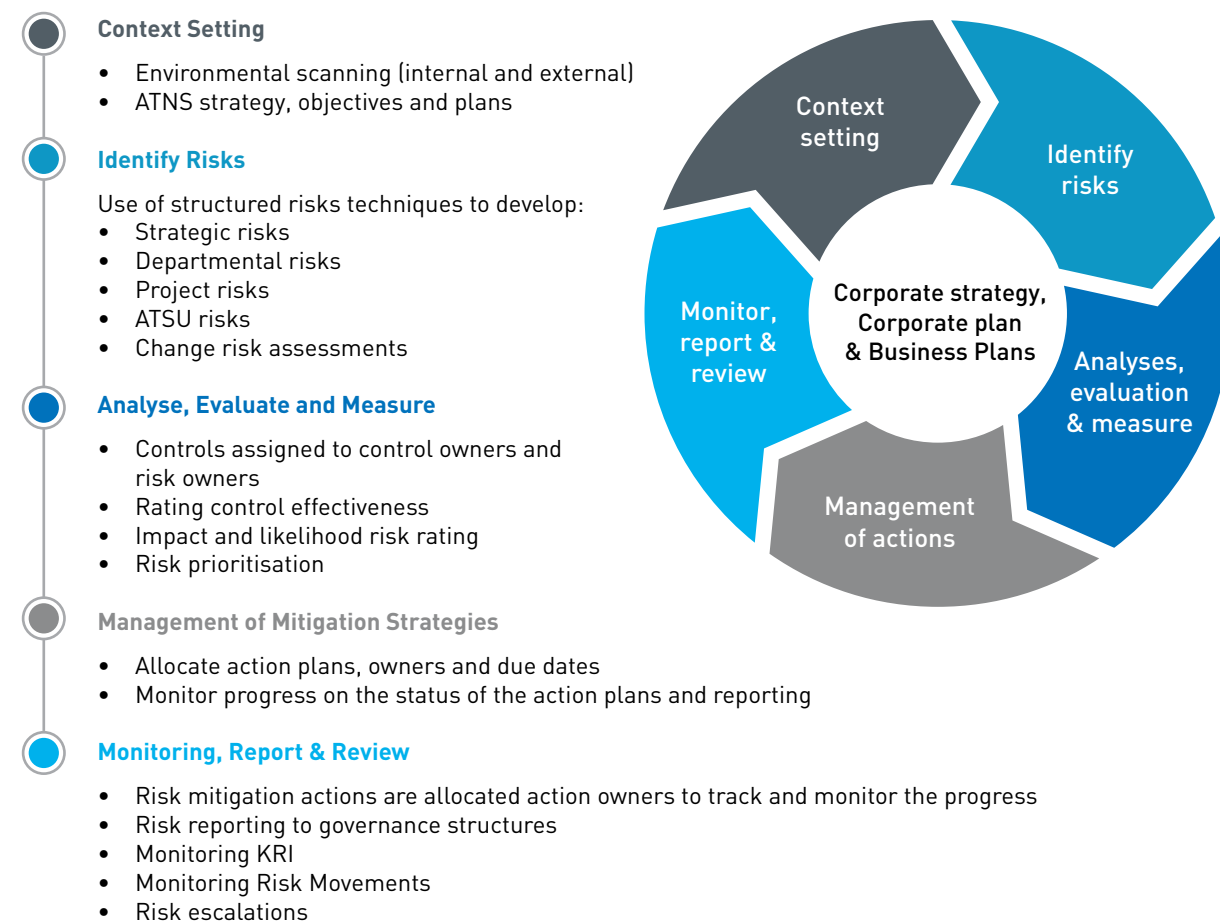 Context Setting
• Environmental scanning (internal and external)
• ATNS strategy, objectives and plans
Identify Risks
Use of structured risks techniques to develop:
• Strategic risks
• Departmental risks
• Project risks
• ATSU risks
• Change risk assessments
Analyse, Evaluate and Measure
• Controls assigned to control owners and
risk owners
• Rating control effectiveness
• Impact and likelihood risk rating
• Risk prioritisation
Management of Mitigation Strategies
• Allocate action plans, owners and due dates
• Monitor progress on the status of the action plans and reporting
Monitoring, Report & Review
• Risk mitigation actions are allocated action owners to track and monitor the progress
• Risk reporting to governance structures
• Monitoring KRI
• Monitoring Risk Movements
• Risk escalations
Context
setting
Identify
risks
Analyses,
evaluation
& measure
Management
of actions
Monitor,
report &
review
Corporate strategy,
Corporate plan
& Business Plans